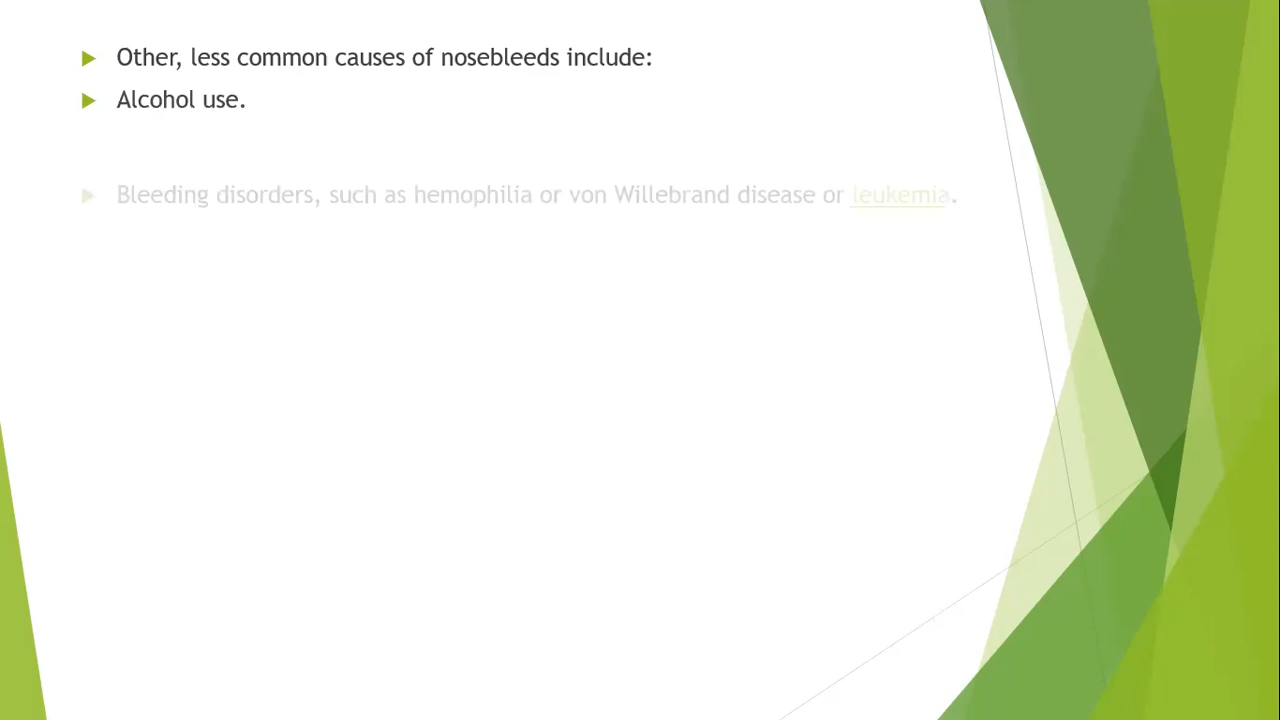 Other, less common causes of nosebleeds include:
Alcohol use.
Bleeding disorders, such as hemophilia or von Willebrand disease or leukemia.